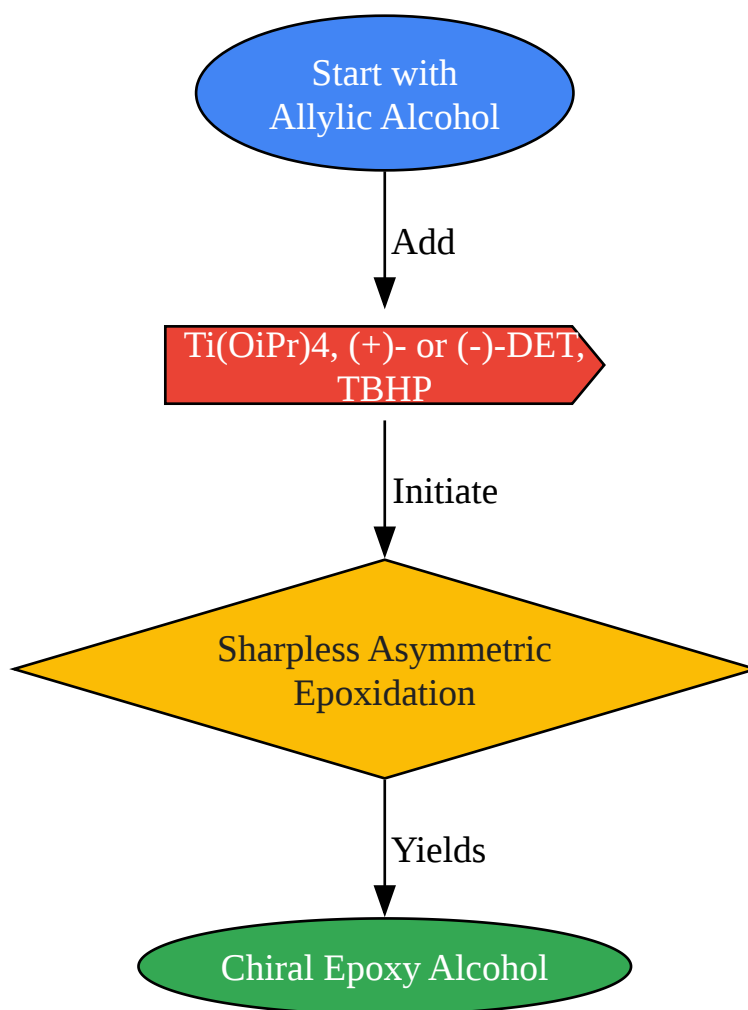 Start with
Allylic Alcohol
Add
Ti(OiPr)4, (+)- or (-)-DET,
TBHP
Initiate
Sharpless Asymmetric
Epoxidation
Yields
Chiral Epoxy Alcohol